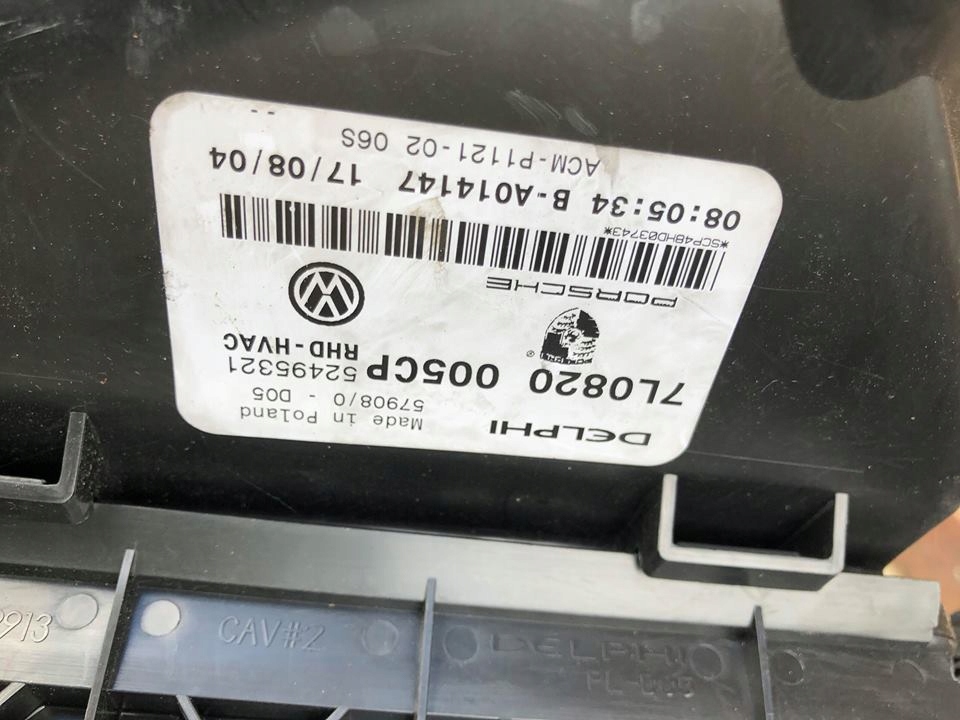 DELPHI
Made in Poland
57908/0 - D05
7L0820 005CP 52495321
RHD-HVAC
PORSCHE
*SCP48HD03743*
08:05:34 B-A014147 17/08/04
ACM-P1121-02 06S
CAV#2
DELPHI